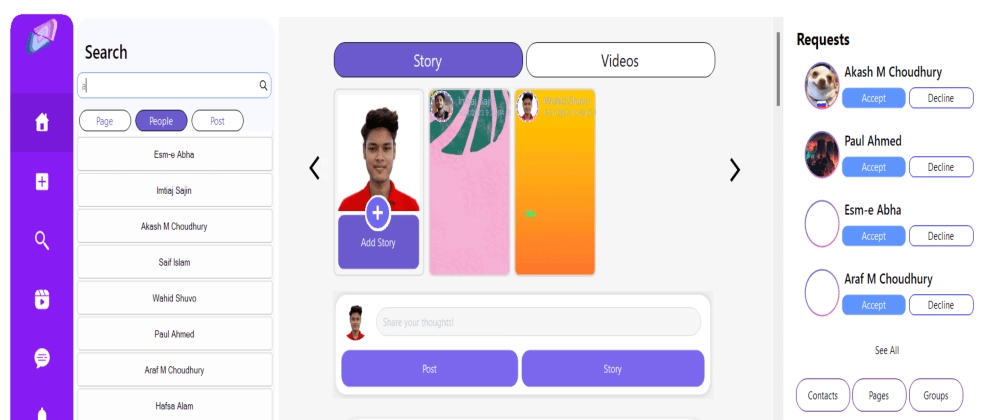 Search
a
Page
People
Post
Esm-e Abha
Imtiaj Sajin
Akash M Choudhury
Saif Islam
Wahid Shuvo
Paul Ahmed
Araf M Choudhury
Hafsa Alam
Story
Videos
Imtiaj Sajin
Wahid Shuvo
Add Story
Share your thoughts!
Post
Story
Requests
Akash M Choudhury
Accept
Decline
Paul Ahmed
Accept
Decline
Esm-e Abha
Accept
Decline
Araf M Choudhury
Accept
Decline
See All
Contacts
Pages
Groups